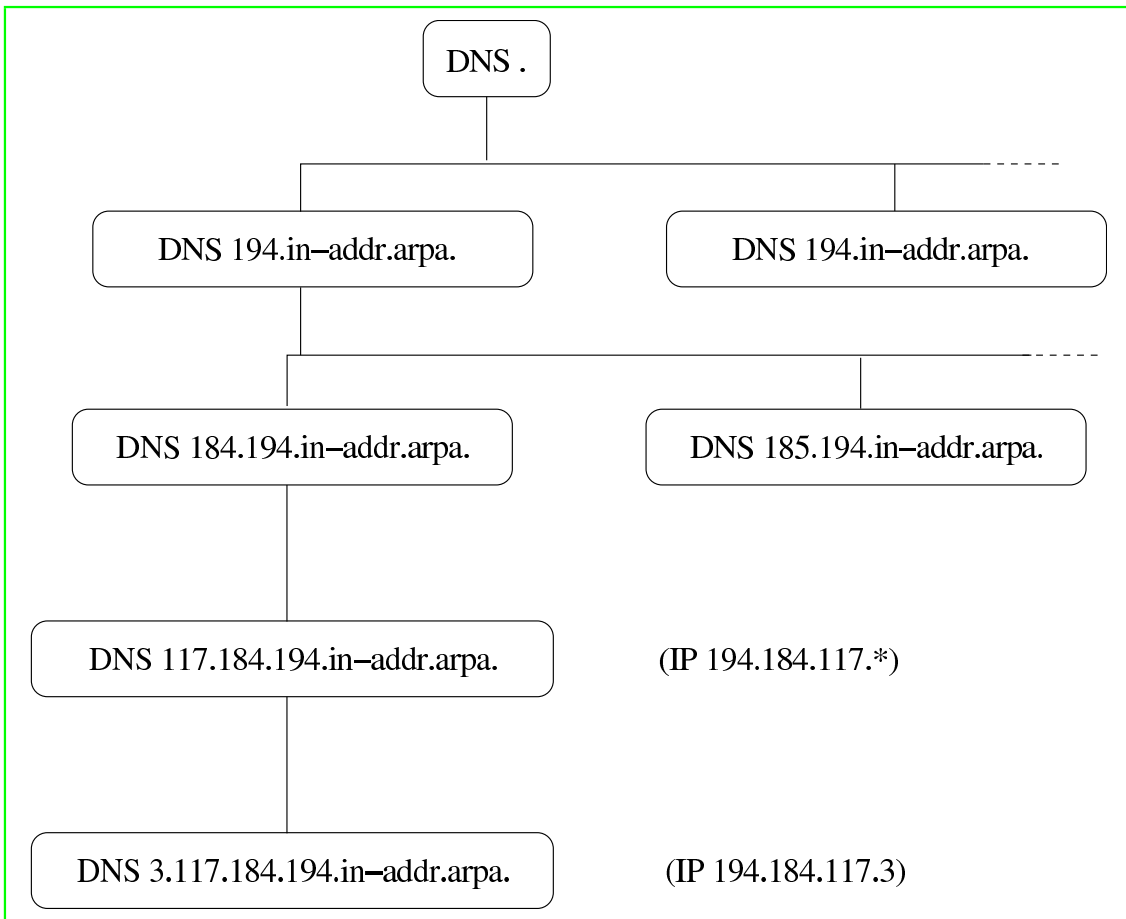 DNS .
DNS 194.in–addr.arpa.
DNS 194.in–addr.arpa.
DNS 184.194.in–addr.arpa.
DNS 185.194.in–addr.arpa.
DNS 117.184.194.in–addr.arpa.
(IP 194.184.117.*)
DNS 3.117.184.194.in–addr.arpa.
(IP 194.184.117.3)